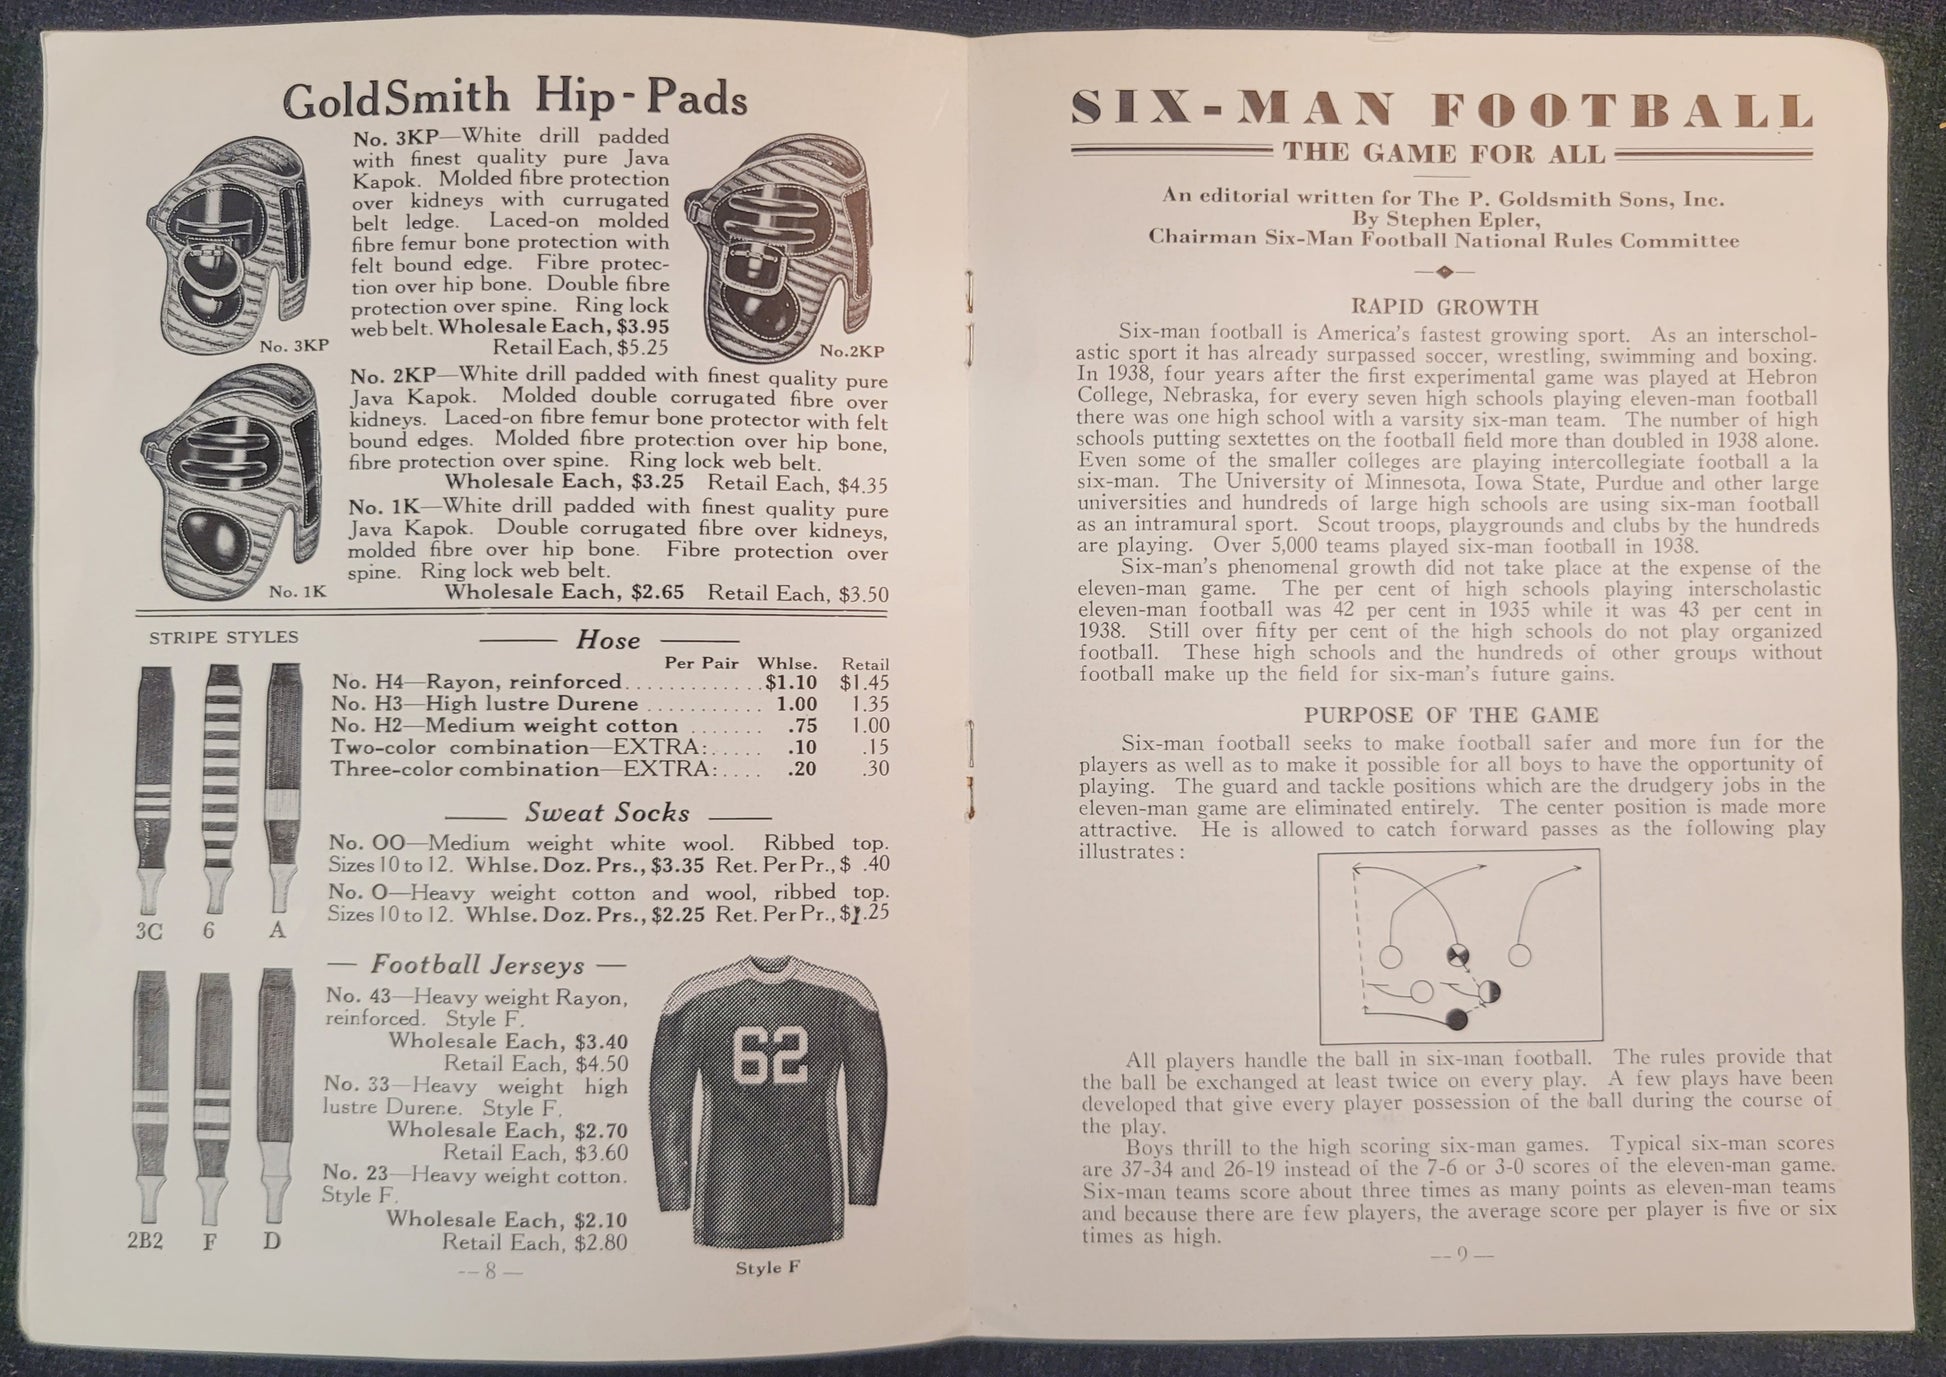 GoldSmith Hip-Pads
No. 3KP—White drill padded
with finest quality pure Java
Kapok. Molded fibre protection
over kidneys with currugated
belt ledge. Laced-on molded
fibre femur bone protection with
felt bound edge. Fibre protec-
tion over hip bone. Double fibre
protection over spine. Ring lock
web belt. Wholesale Each, $3.95
Retail Each, $5.25
No. 3KP
No.2KP
No. 2KP—White drill padded with finest quality pure
Java Kapok. Molded double corrugated fibre over
kidneys. Laced-on fibre femur bone protector with felt
bound edges. Molded fibre protection over hip bone,
fibre protection over spine. Ring lock web belt.
Wholesale Each, $3.25 Retail Each, $4.35
No. 1K—White drill padded with finest quality pure
Java Kapok. Double corrugated fibre over kidneys,
molded fibre over hip bone. Fibre protection over
spine. Ring lock web belt.
Wholesale Each, $2.65 Retail Each, $3.50
No. 1K
STRIPE STYLES
3C 6 A
2B2 F D
Hose
Per Pair Whlse. Retail
No. H4—Rayon, reinforced.............$1.10 $1.45
No. H3—High lustre Durene ........... 1.00 1.35
No. H2—Medium weight cotton ....... .75 1.00
Two-color combination—EXTRA:..... .10 .15
Three-color combination—EXTRA:.... .20 .30
Sweat Socks
No. OO—Medium weight white wool. Ribbed top.
Sizes 10 to 12. Whlse. Doz. Prs., $3.35 Ret. Per Pr., $ .40
No. O—Heavy weight cotton and wool, ribbed top.
Sizes 10 to 12. Whlse. Doz. Prs., $2.25 Ret. Per Pr., $1.25
— Football Jerseys —
No. 43—Heavy weight Rayon,
reinforced. Style F.
Wholesale Each, $3.40
Retail Each, $4.50
No. 33—Heavy weight high
lustre Durene. Style F.
Wholesale Each, $2.70
Retail Each, $3.60
No. 23—Heavy weight cotton.
Style F.
Wholesale Each, $2.10
Retail Each, $2.80
62
Style F
--8—
SIX-MAN FOOTBALL
THE GAME FOR ALL
An editorial written for The P. Goldsmith Sons, Inc.
By Stephen Epler,
Chairman Six-Man Football National Rules Committee
RAPID GROWTH
Six-man football is America's fastest growing sport. As an interschol-
astic sport it has already surpassed soccer, wrestling, swimming and boxing.
In 1938, four years after the first experimental game was played at Hebron
College, Nebraska, for every seven high schools playing eleven-man football
there was one high school with a varsity six-man team. The number of high
schools putting sextettes on the football field more than doubled in 1938 alone.
Even some of the smaller colleges are playing intercollegiate football a la
six-man. The University of Minnesota, Iowa State, Purdue and other large
universities and hundreds of large high schools are using six-man football
as an intramural sport. Scout troops, playgrounds and clubs by the hundreds
are playing. Over 5,000 teams played six-man football in 1938.
Six-man's phenomenal growth did not take place at the expense of the
eleven-man game. The per cent of high schools playing interscholastic
eleven-man football was 42 per cent in 1935 while it was 43 per cent in
1938. Still over fifty per cent of the high schools do not play organized
football. These high schools and the hundreds of other groups without
football make up the field for six-man's future gains.
PURPOSE OF THE GAME
Six-man football seeks to make football safer and more fun for the
players as well as to make it possible for all boys to have the opportunity of
playing. The guard and tackle positions which are the drudgery jobs in the
eleven-man game are eliminated entirely. The center position is made more
attractive. He is allowed to catch forward passes as the following play
illustrates:
All players handle the ball in six-man football. The rules provide that
the ball be exchanged at least twice on every play. A few plays have been
developed that give every player possession of the ball during the course of
the play.
Boys thrill to the high scoring six-man games. Typical six-man scores
are 37-34 and 26-19 instead of the 7-6 or 3-0 scores of the eleven-man game.
Six-man teams score about three times as many points as eleven-man teams
and because there are few players, the average score per player is five or six
times as high.
--9—